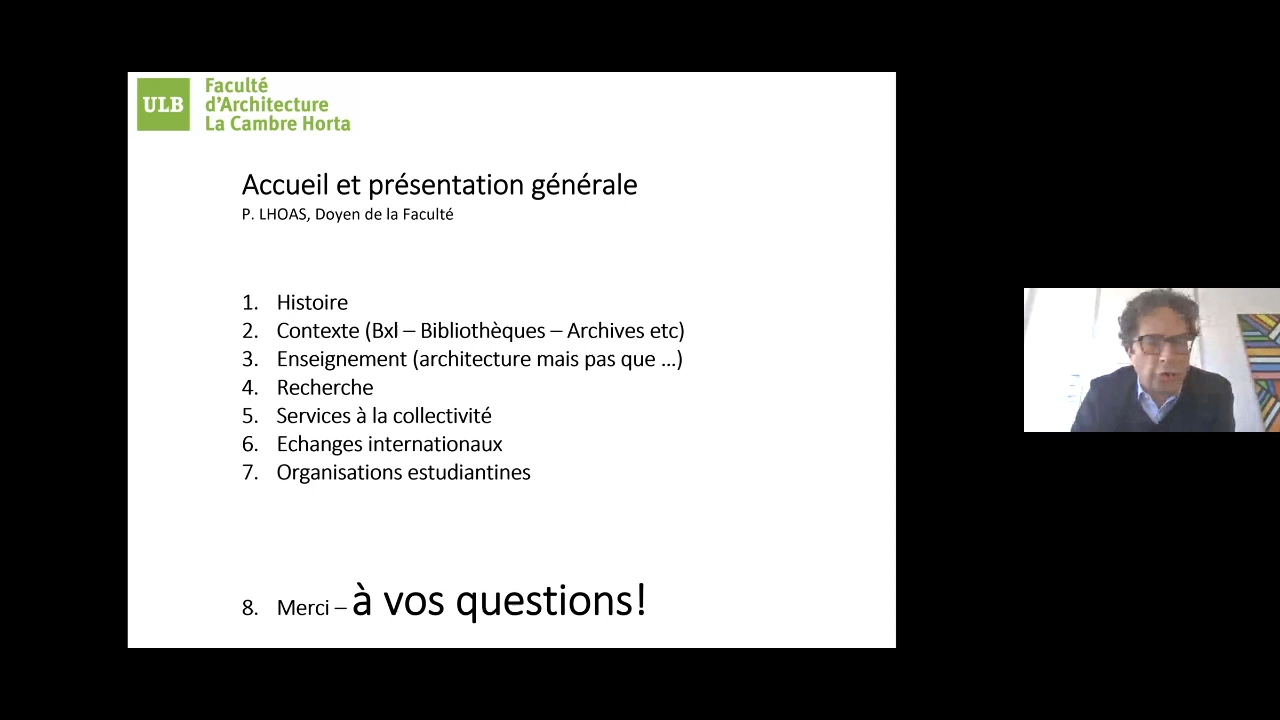 ULB
Faculté
d'Architecture
La Cambre Horta
Accueil et présentation générale
P. LHOAS, Doyen de la Faculté
1. Histoire
2. Contexte (Bxl – Bibliothèques – Archives etc)
3. Enseignement (architecture mais pas que …)
4. Recherche
5. Services à la collectivité
6. Echanges internationaux
7. Organisations estudiantines
8. Merci – à vos questions!